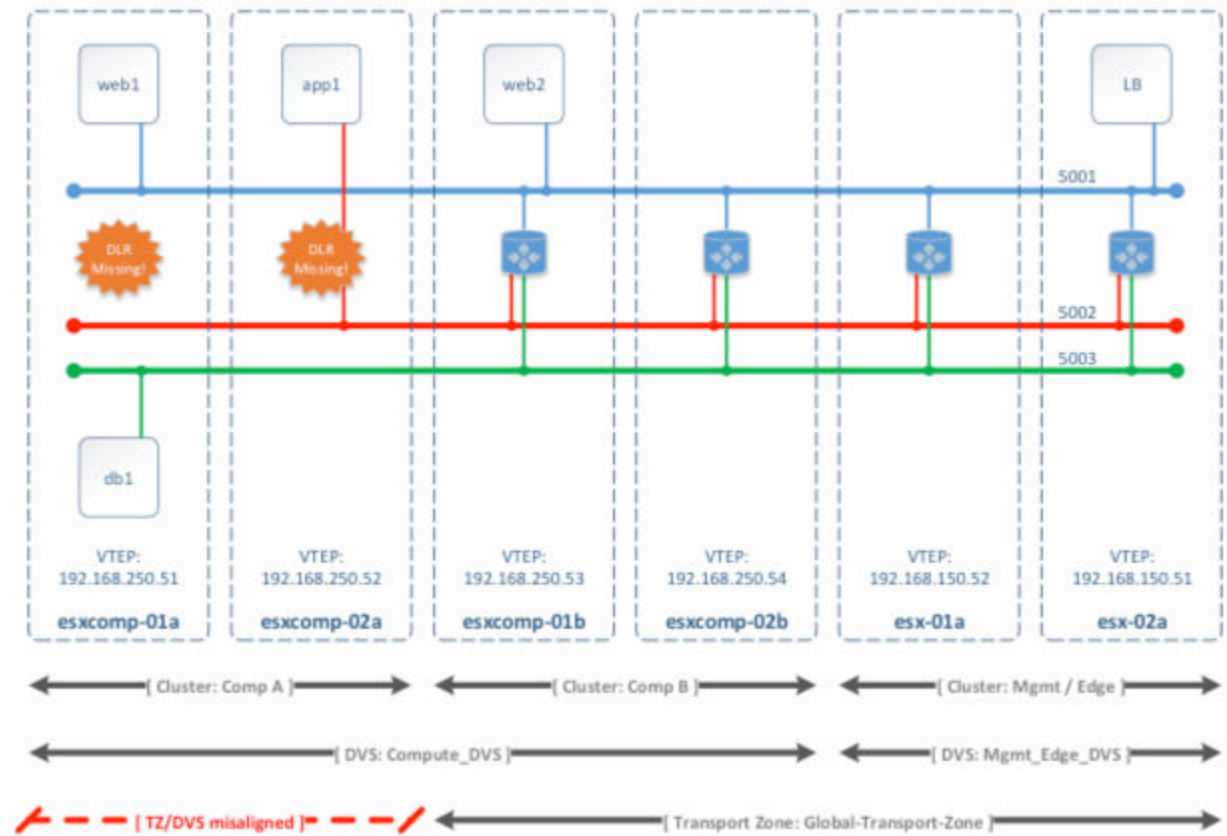 web1
app1
web2
LB
5001
DLR
Missing!
DLR
Missing!
5002
5003
db1
VTEP:
192.168.250.51
VTEP:
192.168.250.52
VTEP:
192.168.250.53
VTEP:
192.168.250.54
VTEP:
192.168.150.52
VTEP:
192.168.150.51
esxcomp-01a
esxcomp-02a
esxcomp-01b
esxcomp-02b
esx-01a
esx-02a
[ Cluster: Comp A ]
[ Cluster: Comp B ]
[ Cluster: Mgmt / Edge ]
[ DVS: Compute_DVS ]
[ DVS: Mgmt_Edge_DVS ]
[ TZ/DVS misaligned ]
[ Transport Zone: Global-Transport-Zone ]